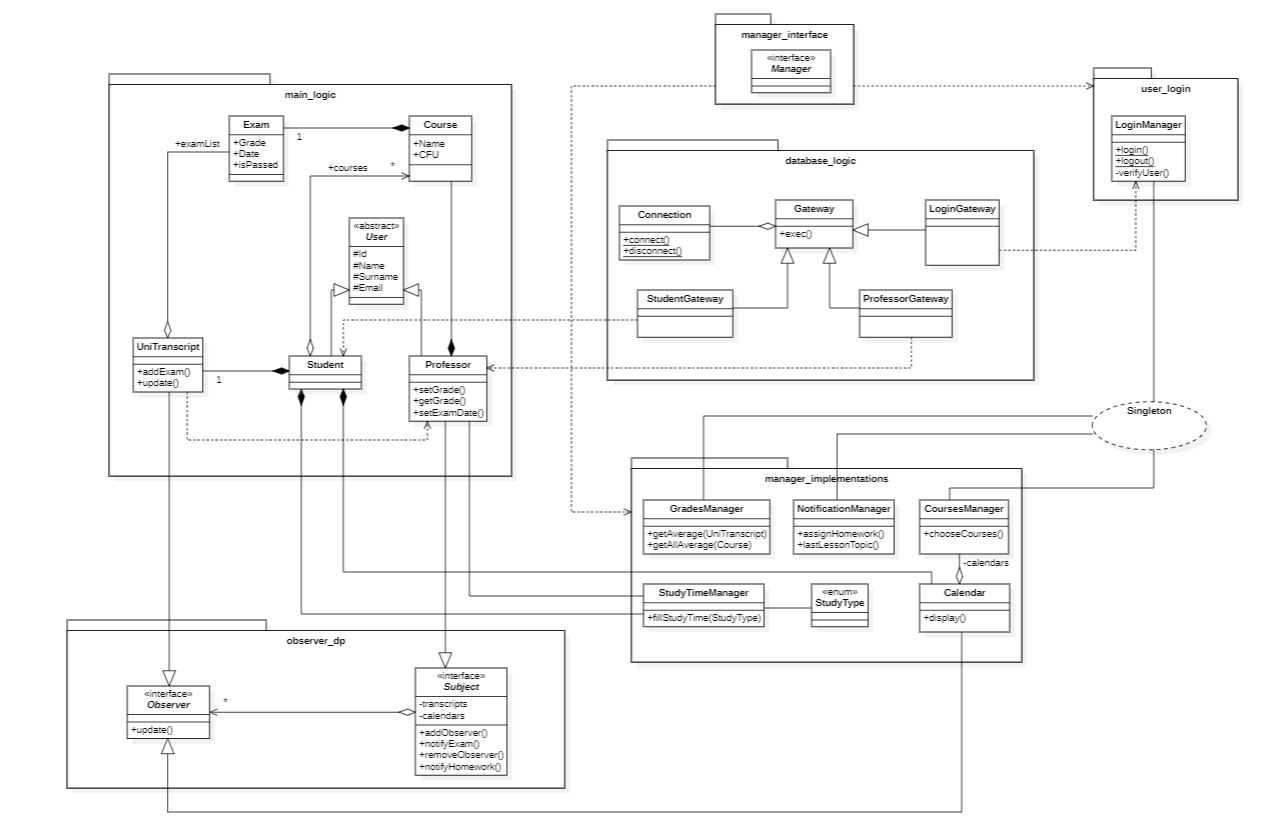 manager_interface
«interface»
Manager
user_login
LoginManager
+login()
+logout()
-verifyUser()
main_logic
Exam
+Grade
+Date
+isPassed
1
Course
+Name
+CFU
+examList
+courses
*
«abstract»
User
#Id
#Name
#Surname
#Email
UniTranscript
+addExam()
+update()
1
Student
Professor
+setGrade()
+getGrade()
+setExamDate()
database_logic
Connection
+connect()
+disconnect()
Gateway
+exec()
LoginGateway
StudentGateway
ProfessorGateway
Singleton
manager_implementations
GradesManager
+getAverage(UniTranscript)
+getAllAverage(Course)
NotificationManager
+assignHomework()
+lastLessonTopic()
CoursesManager
+chooseCourses()
-calendars
StudyTimeManager
+fillStudyTime(StudyType)
«enum»
StudyType
Calendar
+display()
observer_dp
«interface»
Observer
+update()
*
«interface»
Subject
-transcripts
-calendars
+addObserver()
+notifyExam()
+removeObserver()
+notifyHomework()